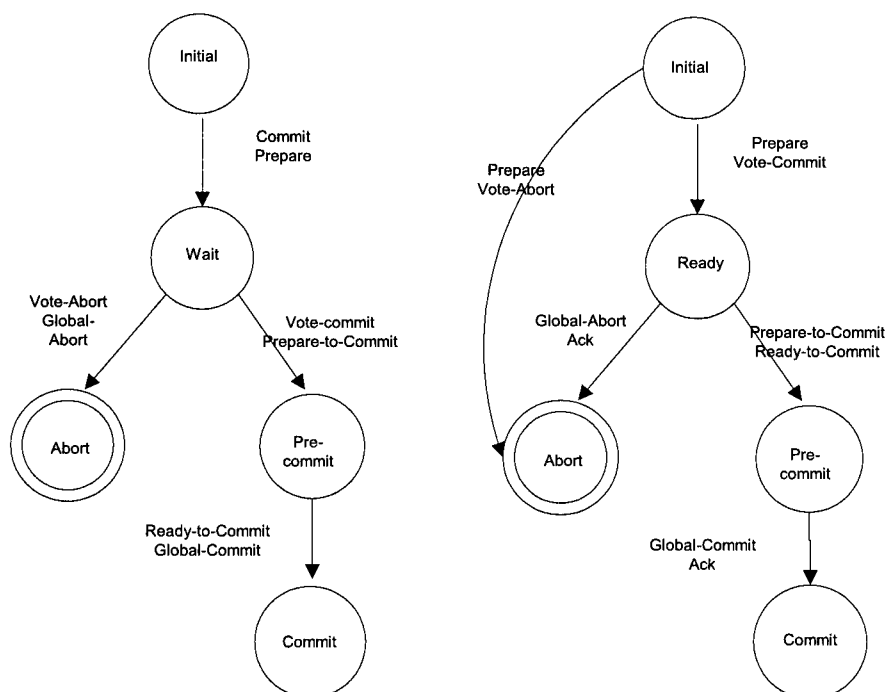 Initial
Commit
Prepare
Wait
Vote-Abort
Global-
Abort
Vote-commit
Prepare-to-Commit
Abort
Pre-
commit
Ready-to-Commit
Global-Commit
Commit
Initial
Prepare
Vote-Abort
Prepare
Vote-Commit
Ready
Global-Abort
Ack
Prepare-to-Commit
Ready-to-Commit
Abort
Pre-
commit
Global-Commit
Ack
Commit